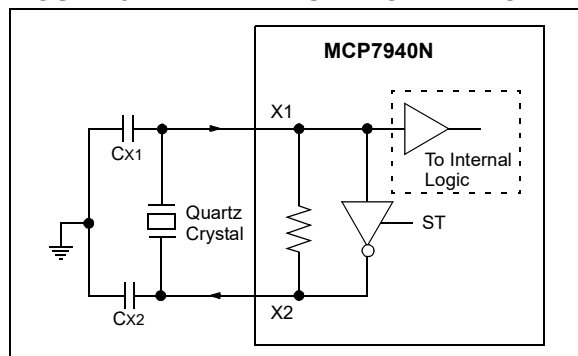 MCP7940N
X1
CX1
To Internal
Logic
Quartz
Crystal
ST
X2
CX2